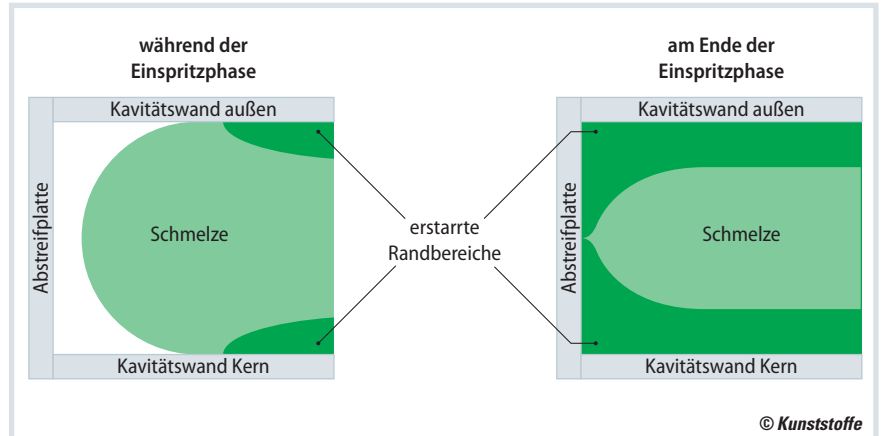 während der
Einspritzphase
am Ende der
Einspritzphase
Kavitätswand außen
Kavitätswand außen
Abstreifplatte
Schmelze
erstarrte
Randbereiche
Abstreifplatte
Schmelze
Kavitätswand Kern
Kavitätswand Kern
© Kunststoffe